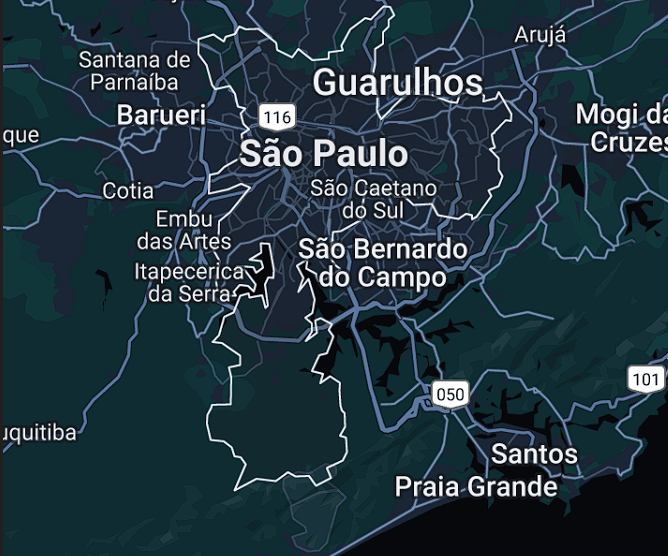 Arujá
Santana de
Parnaíba
Guarulhos
Barueri
116
Mogi da
Cruzes
que
São Paulo
Cotia
São Caetano
do Sul
Embu
das Artes
São Bernardo
do Campo
Itapecerica
da Serra
101
050
uquitiba
Santos
Praia Grande